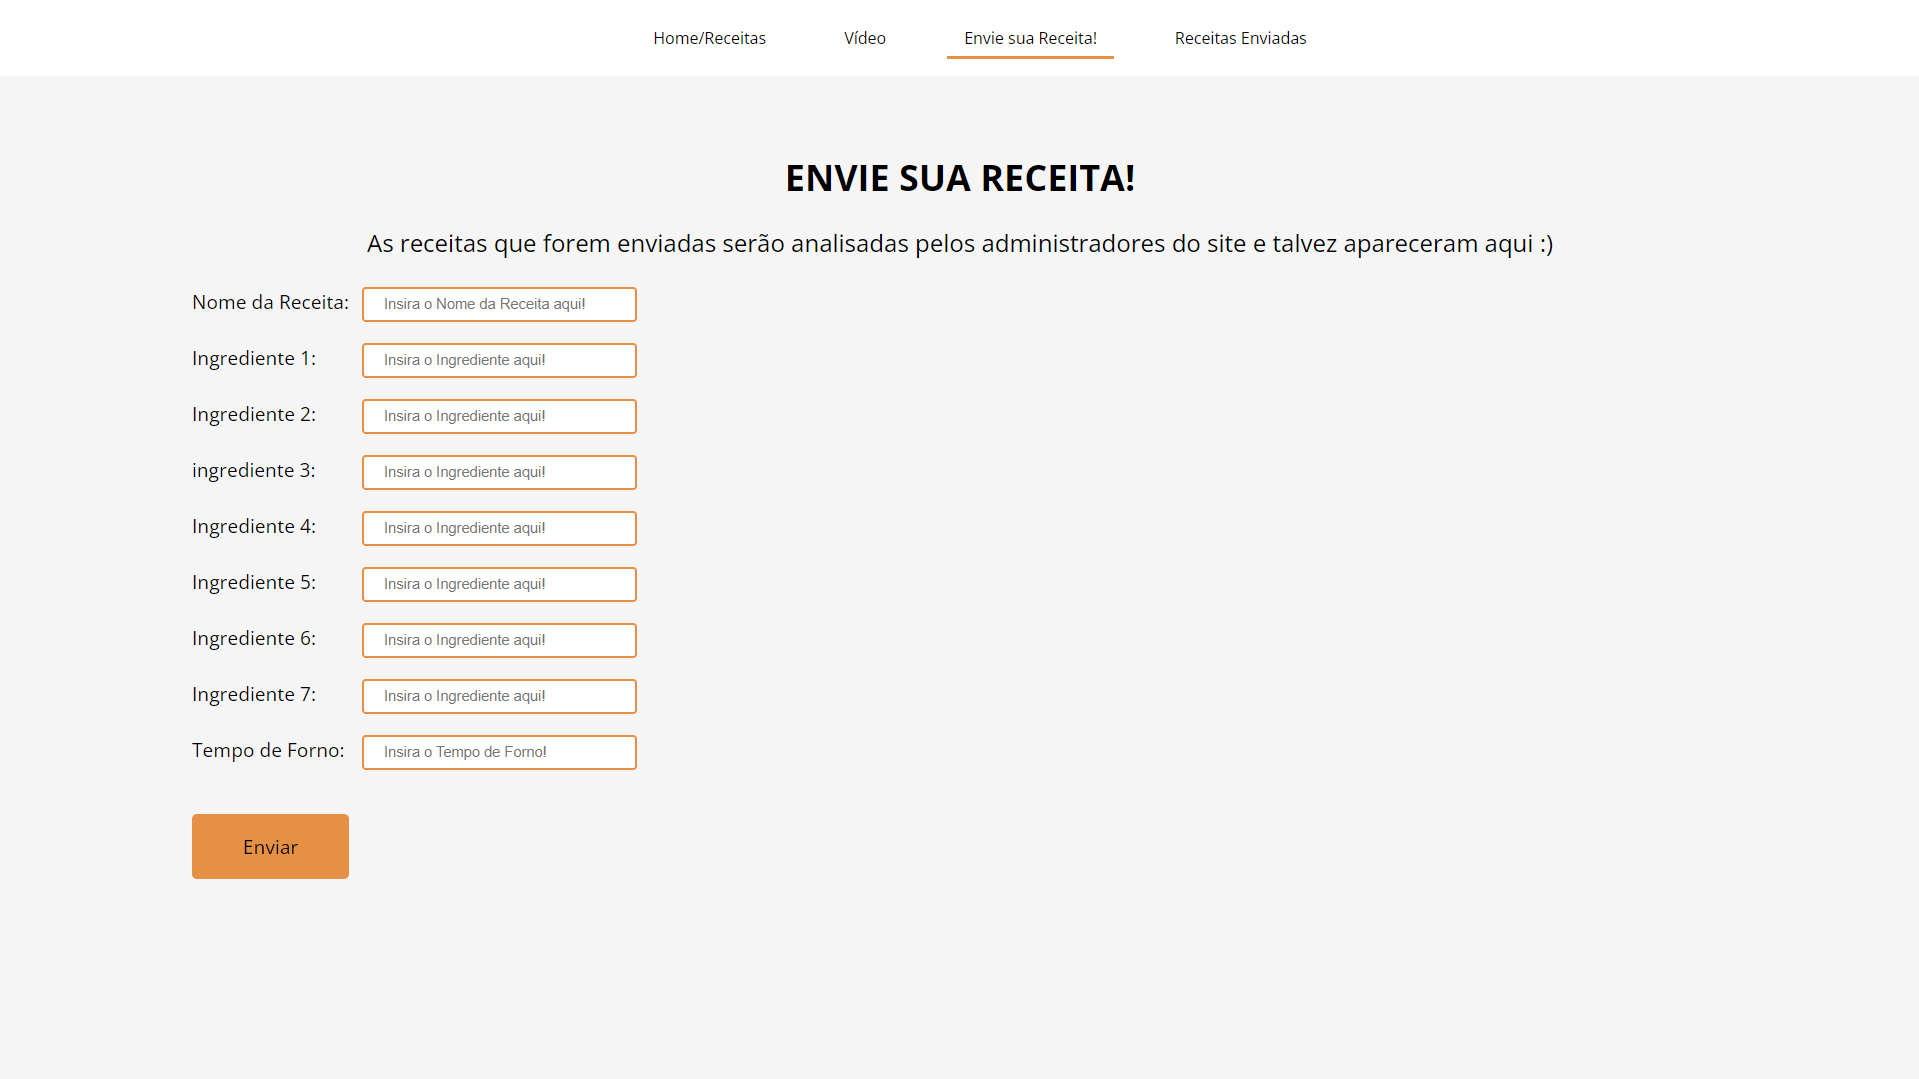 Home/Receitas Vídeo Envie sua Receita! Receitas Enviadas
ENVIE SUA RECEITA!
As receitas que forem enviadas serão analisadas pelos administradores do site e talvez apareceram aqui :)
Nome da Receita: Insira o Nome da Receita aqui!
Ingrediente 1: Insira o Ingrediente aqui!
Ingrediente 2: Insira o Ingrediente aqui!
ingrediente 3: Insira o Ingrediente aqui!
Ingrediente 4: Insira o Ingrediente aqui!
Ingrediente 5: Insira o Ingrediente aqui!
Ingrediente 6: Insira o Ingrediente aqui!
Ingrediente 7: Insira o Ingrediente aqui!
Tempo de Forno: Insira o Tempo de Forno!
Enviar